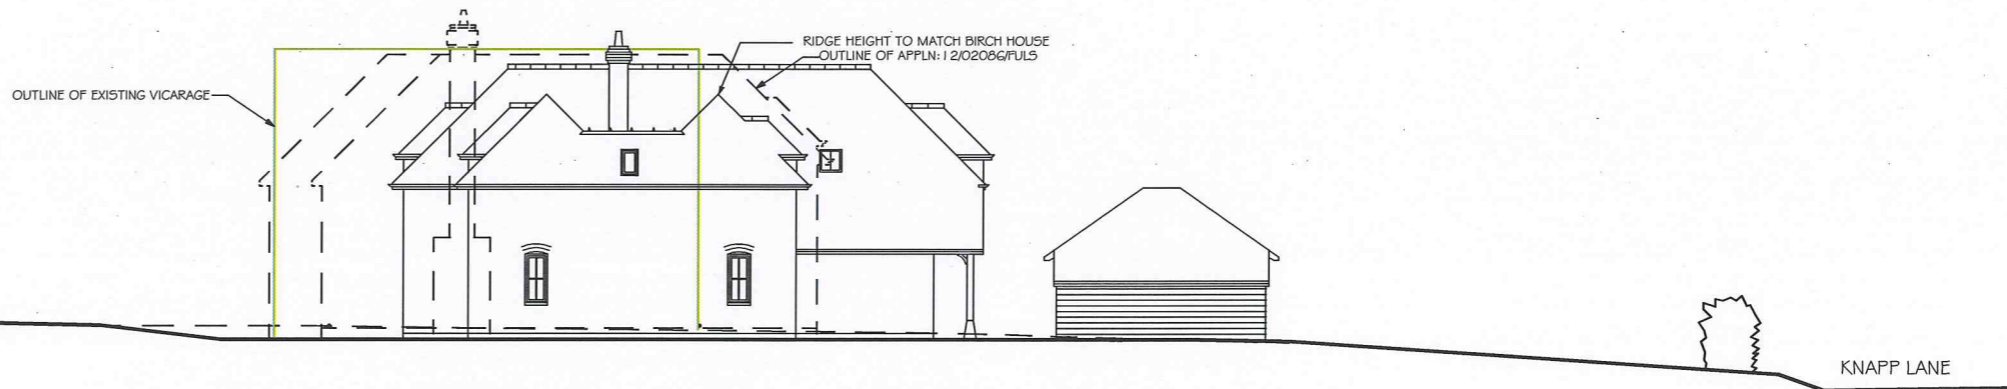 RIDGE HEIGHT TO MATCH BIRCH HOUSE
OUTLINE OF APPLN: 12/02086/FULS
OUTLINE OF EXISTING VICARAGE
KNAPP LANE